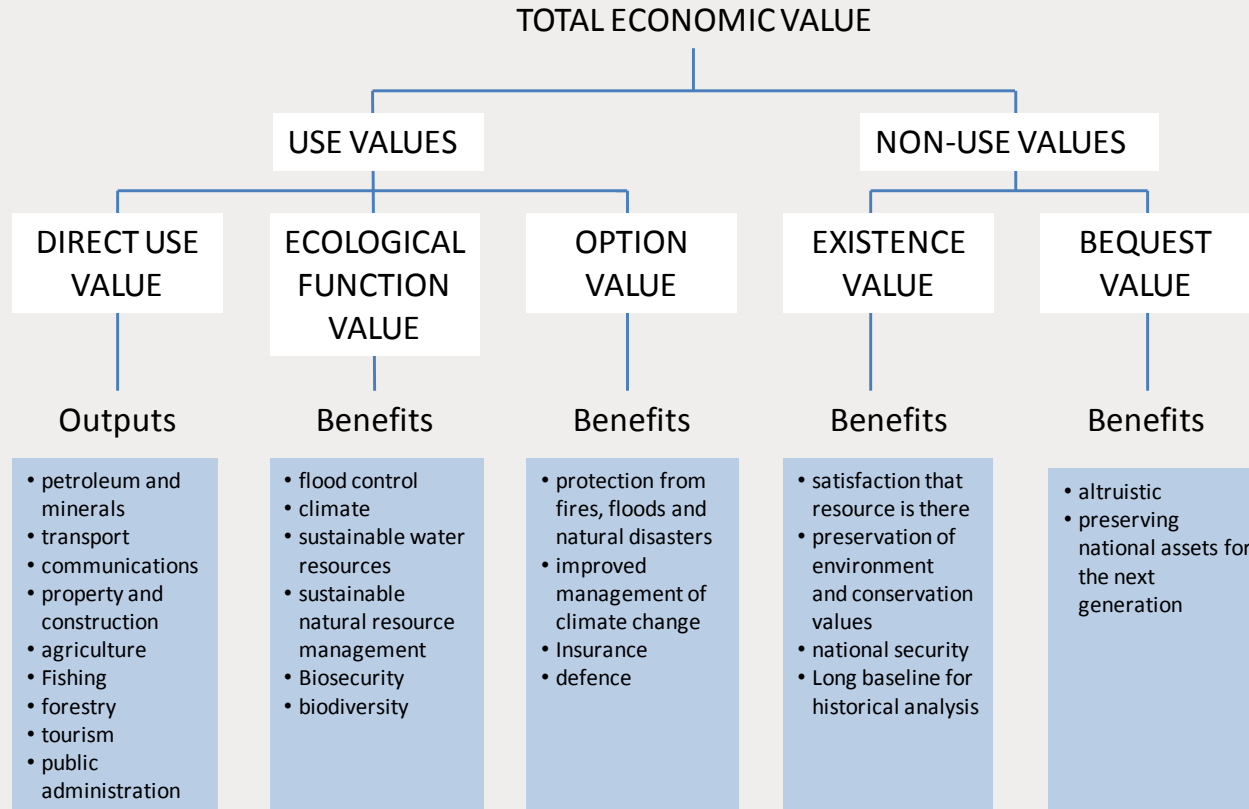 TOTAL ECONOMIC VALUE
USE VALUES
NON-USE VALUES
DIRECT USE
VALUE
ECOLOGICAL
FUNCTION
VALUE
OPTION
VALUE
EXISTENCE
VALUE
BEQUEST
VALUE
Outputs
• petroleum and
minerals
• transport
• communications
• property and
construction
• agriculture
• Fishing
• forestry
• tourism
• public
administration
Benefits
• flood control
• climate
• sustainable water
resources
• sustainable
natural resource
management
• Biosecurity
• biodiversity
Benefits
• protection from
fires, floods and
natural disasters
• improved
management of
climate change
• Insurance
• defence
Benefits
• satisfaction that
resource is there
• preservation of
environment
and conservation
values
• national security
• Long baseline for
historical analysis
Benefits
• altruistic
• preserving
national assets for
the next
generation